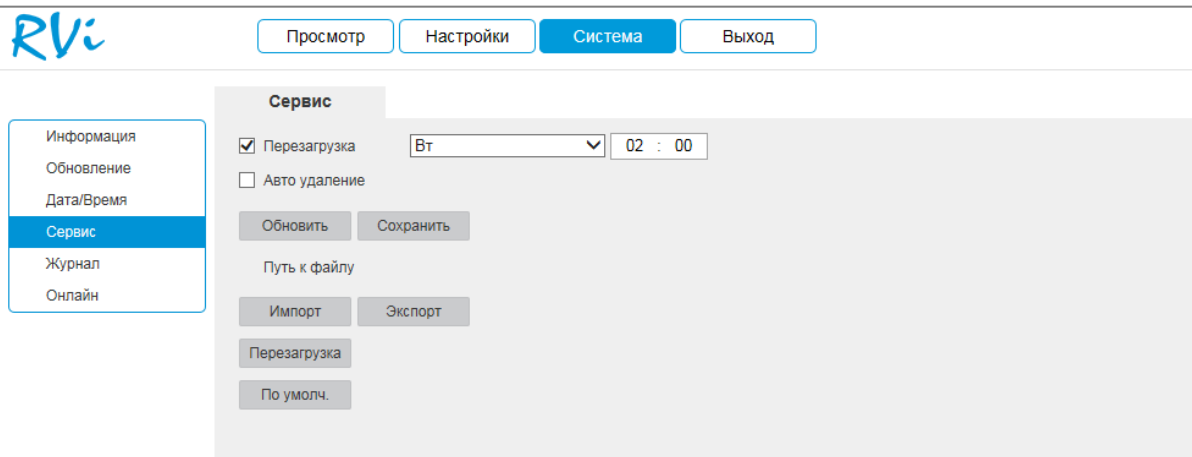 RVi
Просмотр Настройки Система Выход
Сервис
Информация
Обновление
Дата/Время
Сервис
Журнал
Онлайн
Перезагрузка Вт 02 : 00
Авто удаление
Обновить Сохранить
Путь к файлу
Импорт Экспорт
Перезагрузка
По умолч.